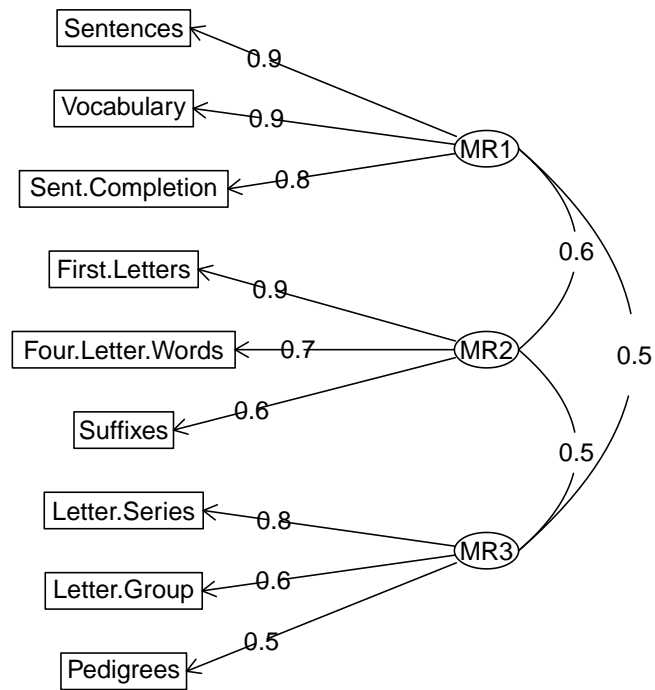 Sentences
0.9
Vocabulary
0.9
MR1
Sent.Completion
0.8
0.6
First.Letters
0.9
Four.Letter.Words
0.7
MR2
0.5
Suffixes
0.6
0.5
Letter.Series
0.8
MR3
Letter.Group
0.6
Pedigrees
0.5